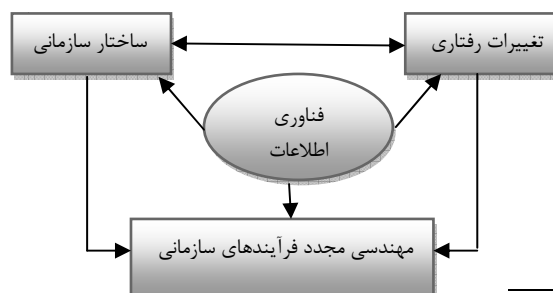 تغییرات رفتاری
ساختار سازمانی
فناوری
اطلاعات
مهندسی مجدد فرآیندهای سازمانی